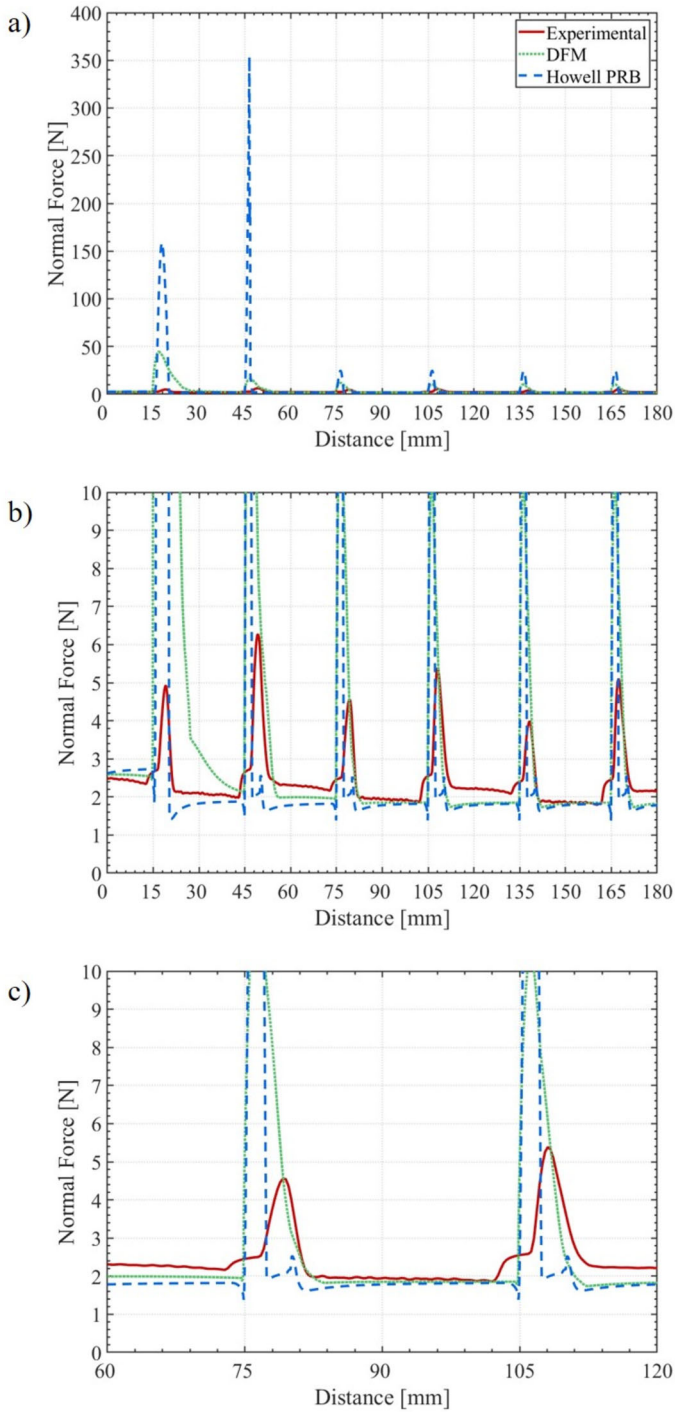 a)
Normal Force [N]
400
350
300
250
200
150
100
50
0
Experimental
DFM
Howell PRB
0 15 30 45 60 75 90 105 120 135 150 165 180
Distance [mm]
b)
Normal Force [N]
10
9
8
7
6
5
4
3
2
1
0
0 15 30 45 60 75 90 105 120 135 150 165 180
Distance [mm]
c)
Normal Force [N]
10
9
8
7
6
5
4
3
2
1
0
60 75 90 105 120
Distance [mm]